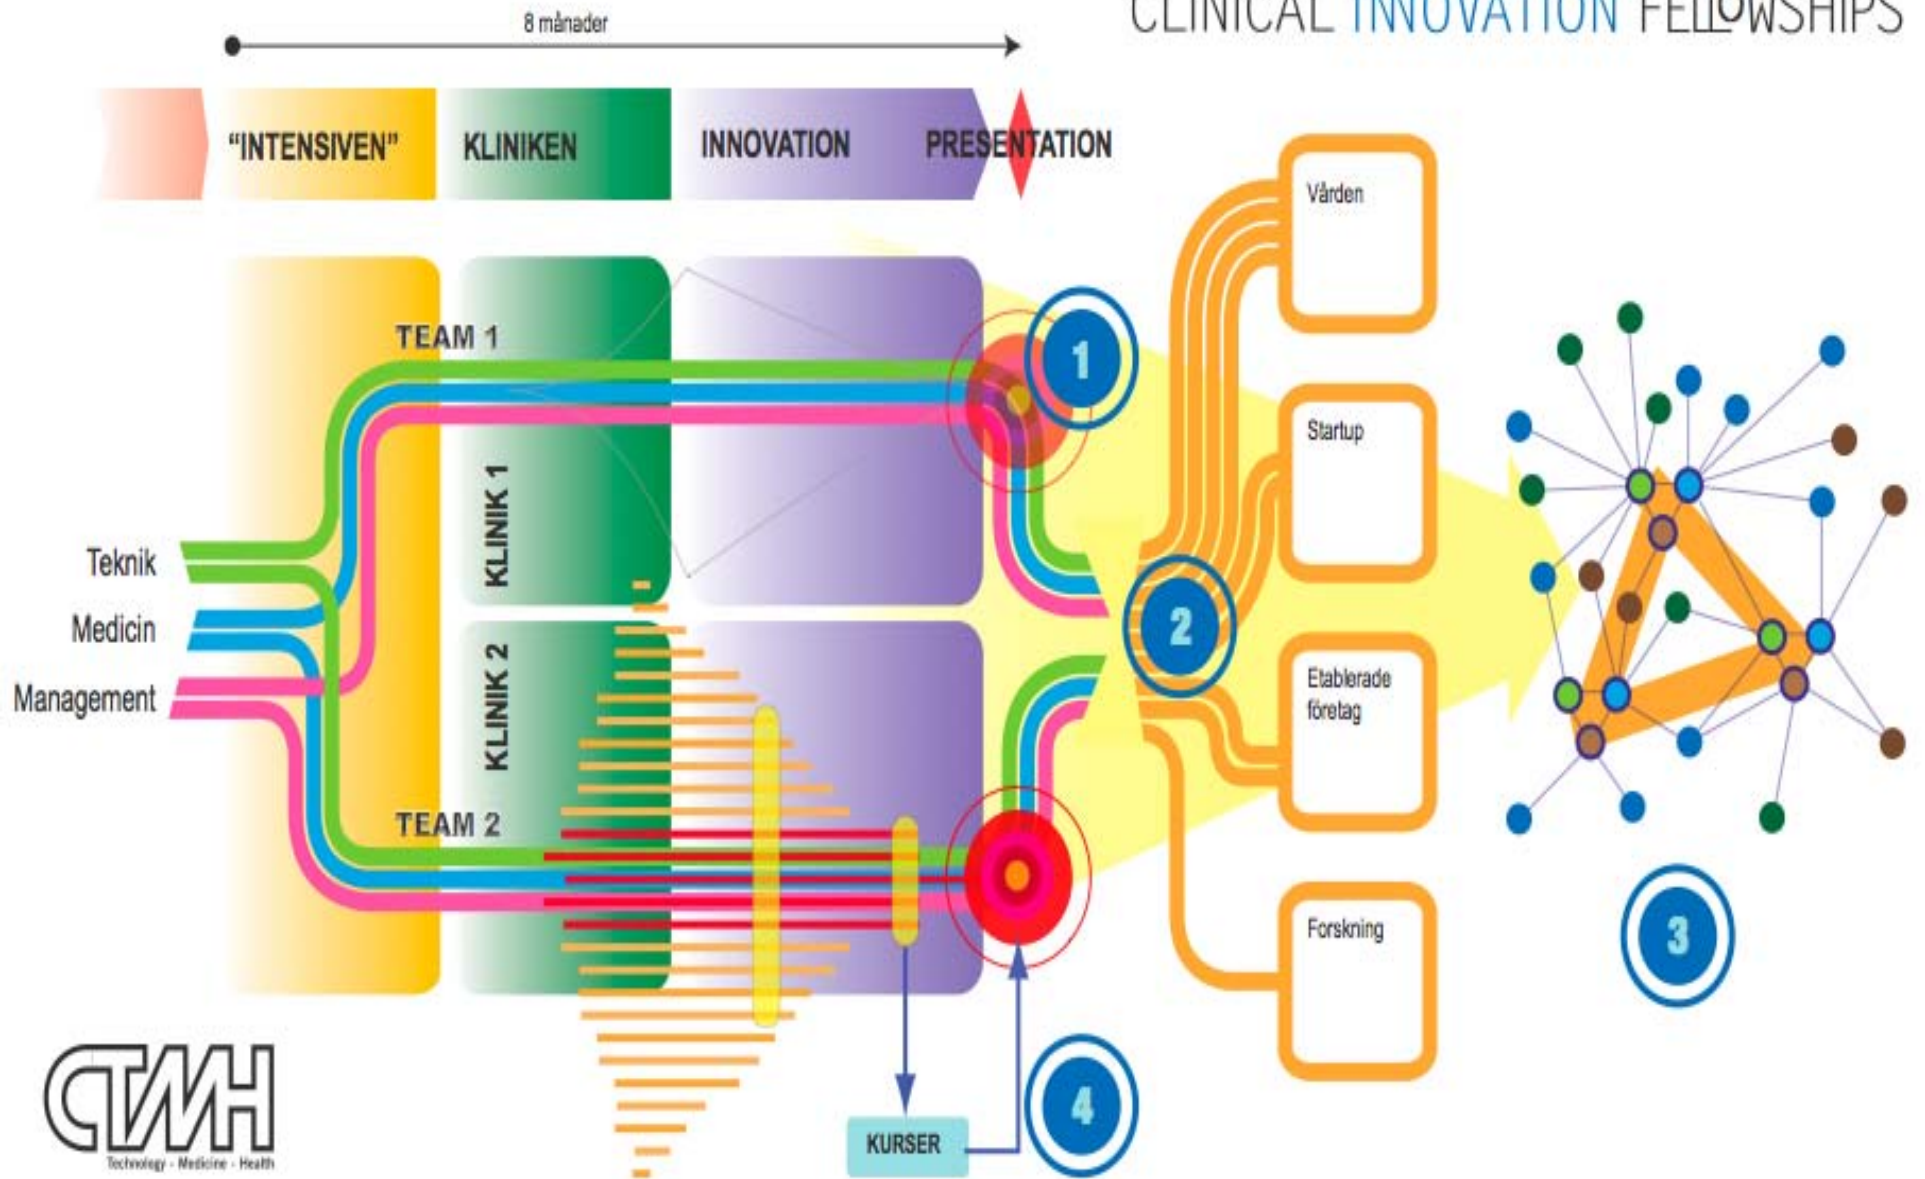 CLINICAL INNOVATION FELLOWSHIPS
8 månader
“INTENSIVEN”
KLINIKEN
INNOVATION
PRESENTATION
Vården
TEAM 1
1
Startup
KLINIK 1
Teknik
Medicin
Management
2
KLINIK 2
Etablerade
företag
TEAM 2
Forskning
3
4
KURSER
CTMH
Technology - Medicine - Health